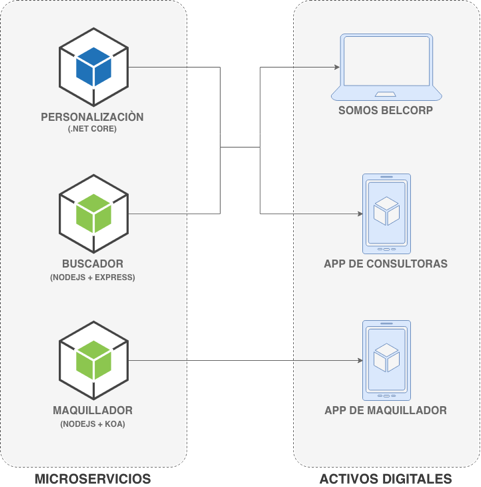 PERSONALIZACIÒN
(.NET CORE)
SOMOS BELCORP
BUSCADOR
(NODEJS + EXPRESS)
APP DE CONSULTORAS
MAQUILLADOR
(NODEJS + KOA)
APP DE MAQUILLADOR
MICROSERVICIOS
ACTIVOS DIGITALES